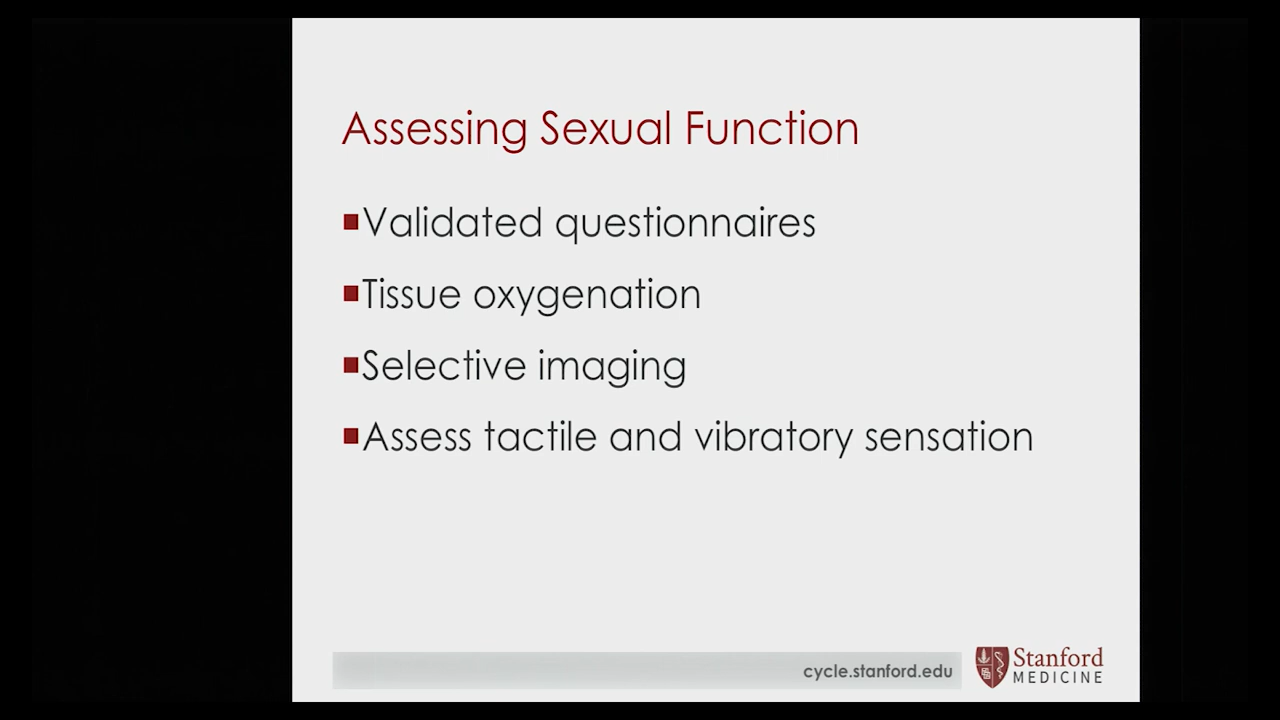 Assessing Sexual Function
Validated questionnaires
Tissue oxygenation
Selective imaging
Assess tactile and vibratory sensation
cycle.stanford.edu
Stanford
MEDICINE